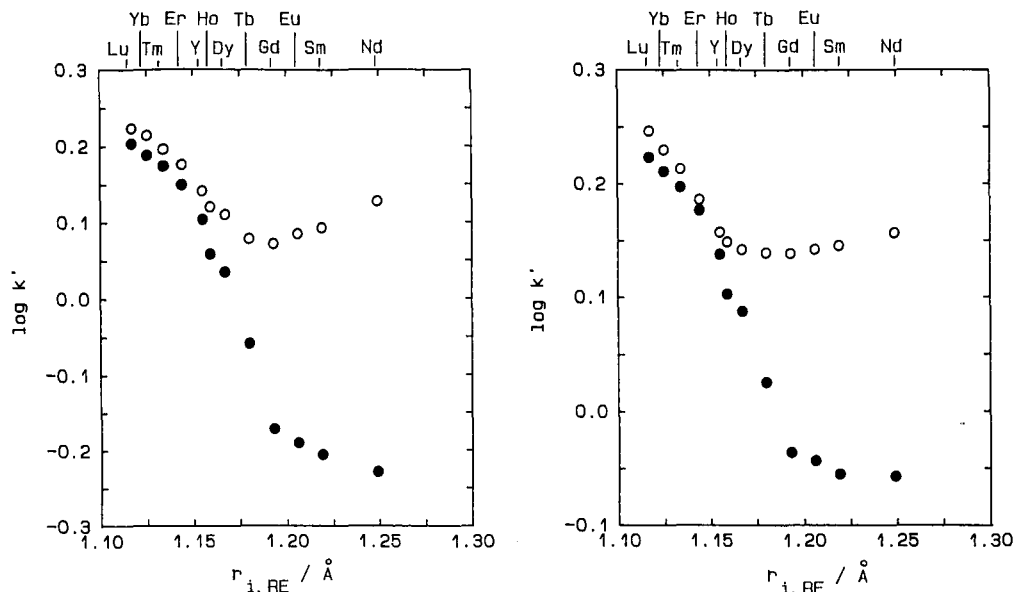 Yb Er Ho Tb Eu
Lu Tm Y Dy Gd Sm Nd
0.3
0.2
0.1
0.0
-0.1
-0.2
-0.3
log k'
1.10 1.15 1.20 1.25 1.30
r i, RE / Å
Yb Er Ho Tb Eu
Lu Tm Y Dy Gd Sm Nd
0.3
0.2
0.1
0.0
-0.1
log k'
1.10 1.15 1.20 1.25 1.30
r i, RE / Å